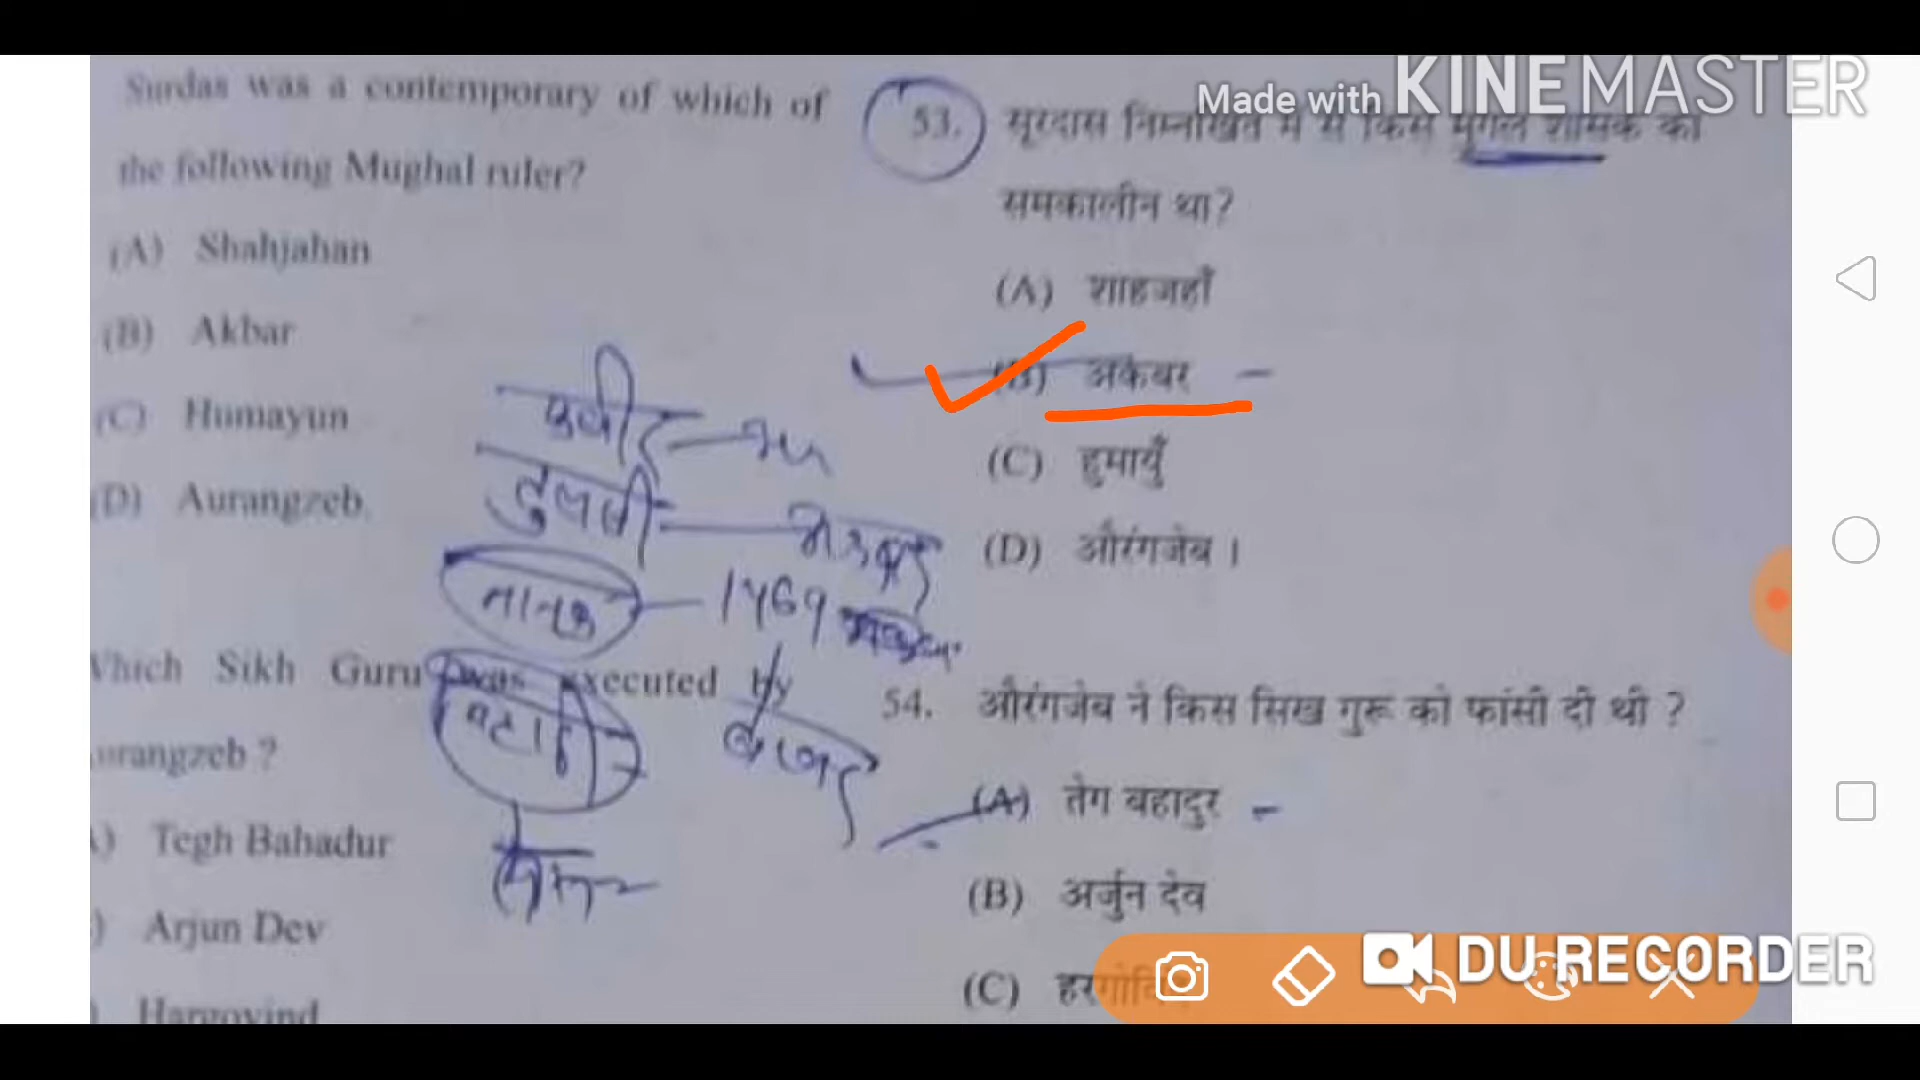 Made with KINEMASTER
Surdas was a contemporary of which of
the following Mughal ruler?
(A) Shahjahan
(B) Akbar
(C) Humayun
(D) Aurangzeb.
Which Sikh Guru was executed by
urangzeb ?
) Tegh Bahadur
) Arjun Dev
) Hargovind
53. सूरदास निम्नांकित में से किस मुगल शासक का
समकालीन था?
(A) शाहजहाँ
(B) अकबर
(C) हुमायुँ
(D) औरंगजेब ।
54. औरंगजेब ने किस सिख गुरू को फांसी दी थी ?
(A) तेग बहादुर
(B) अर्जुन देव
(C) हरगोवि
कबीर
तुलसी
नानक 1469
DU RECORDER